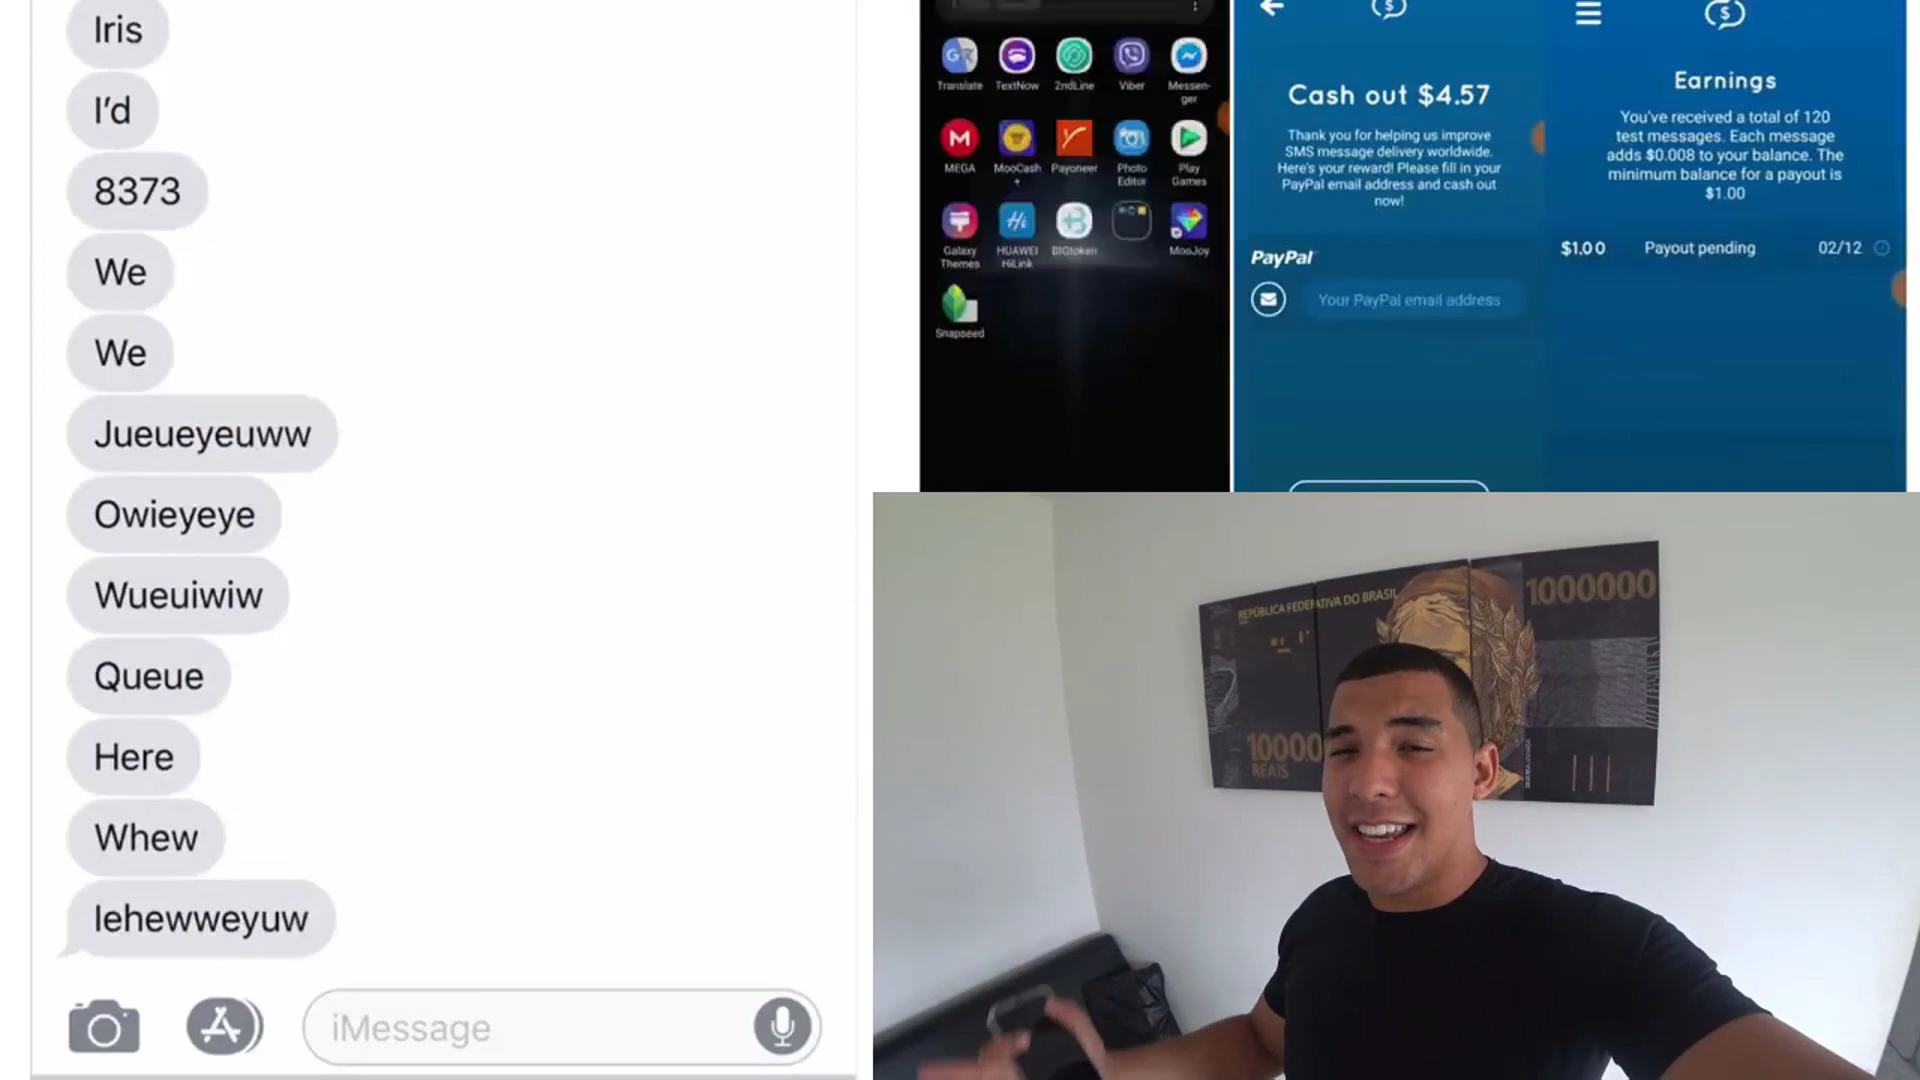 Iris
I'd
8373
We
We
Jueueyeuww
Owieyeye
Wueuiwiw
Queue
Here
Whew
Iehewweyuw
iMessage
Translate
TextNow
2ndLine
Viber
Messen-
ger
MEGA
MooCash
Payoneer
Photo
Editor
Play
Games
Galaxy
Themes
HUAWEI
HiLink
BIGtoken
MooJoy
Snapseed
Cash out $4.57
Thank you for helping us improve
SMS message delivery worldwide.
Here's your reward! Please fill in your
PayPal email address and cash out
now!
PayPal
Your PayPal email address
Earnings
You've received a total of 120
test messages. Each message
adds $0.008 to your balance. The
minimum balance for a payout is
$1.00
$1.00 Payout pending 02/12
REPÚBLICA FEDERATIVA DO BRASIL
1000000
10000
REAIS